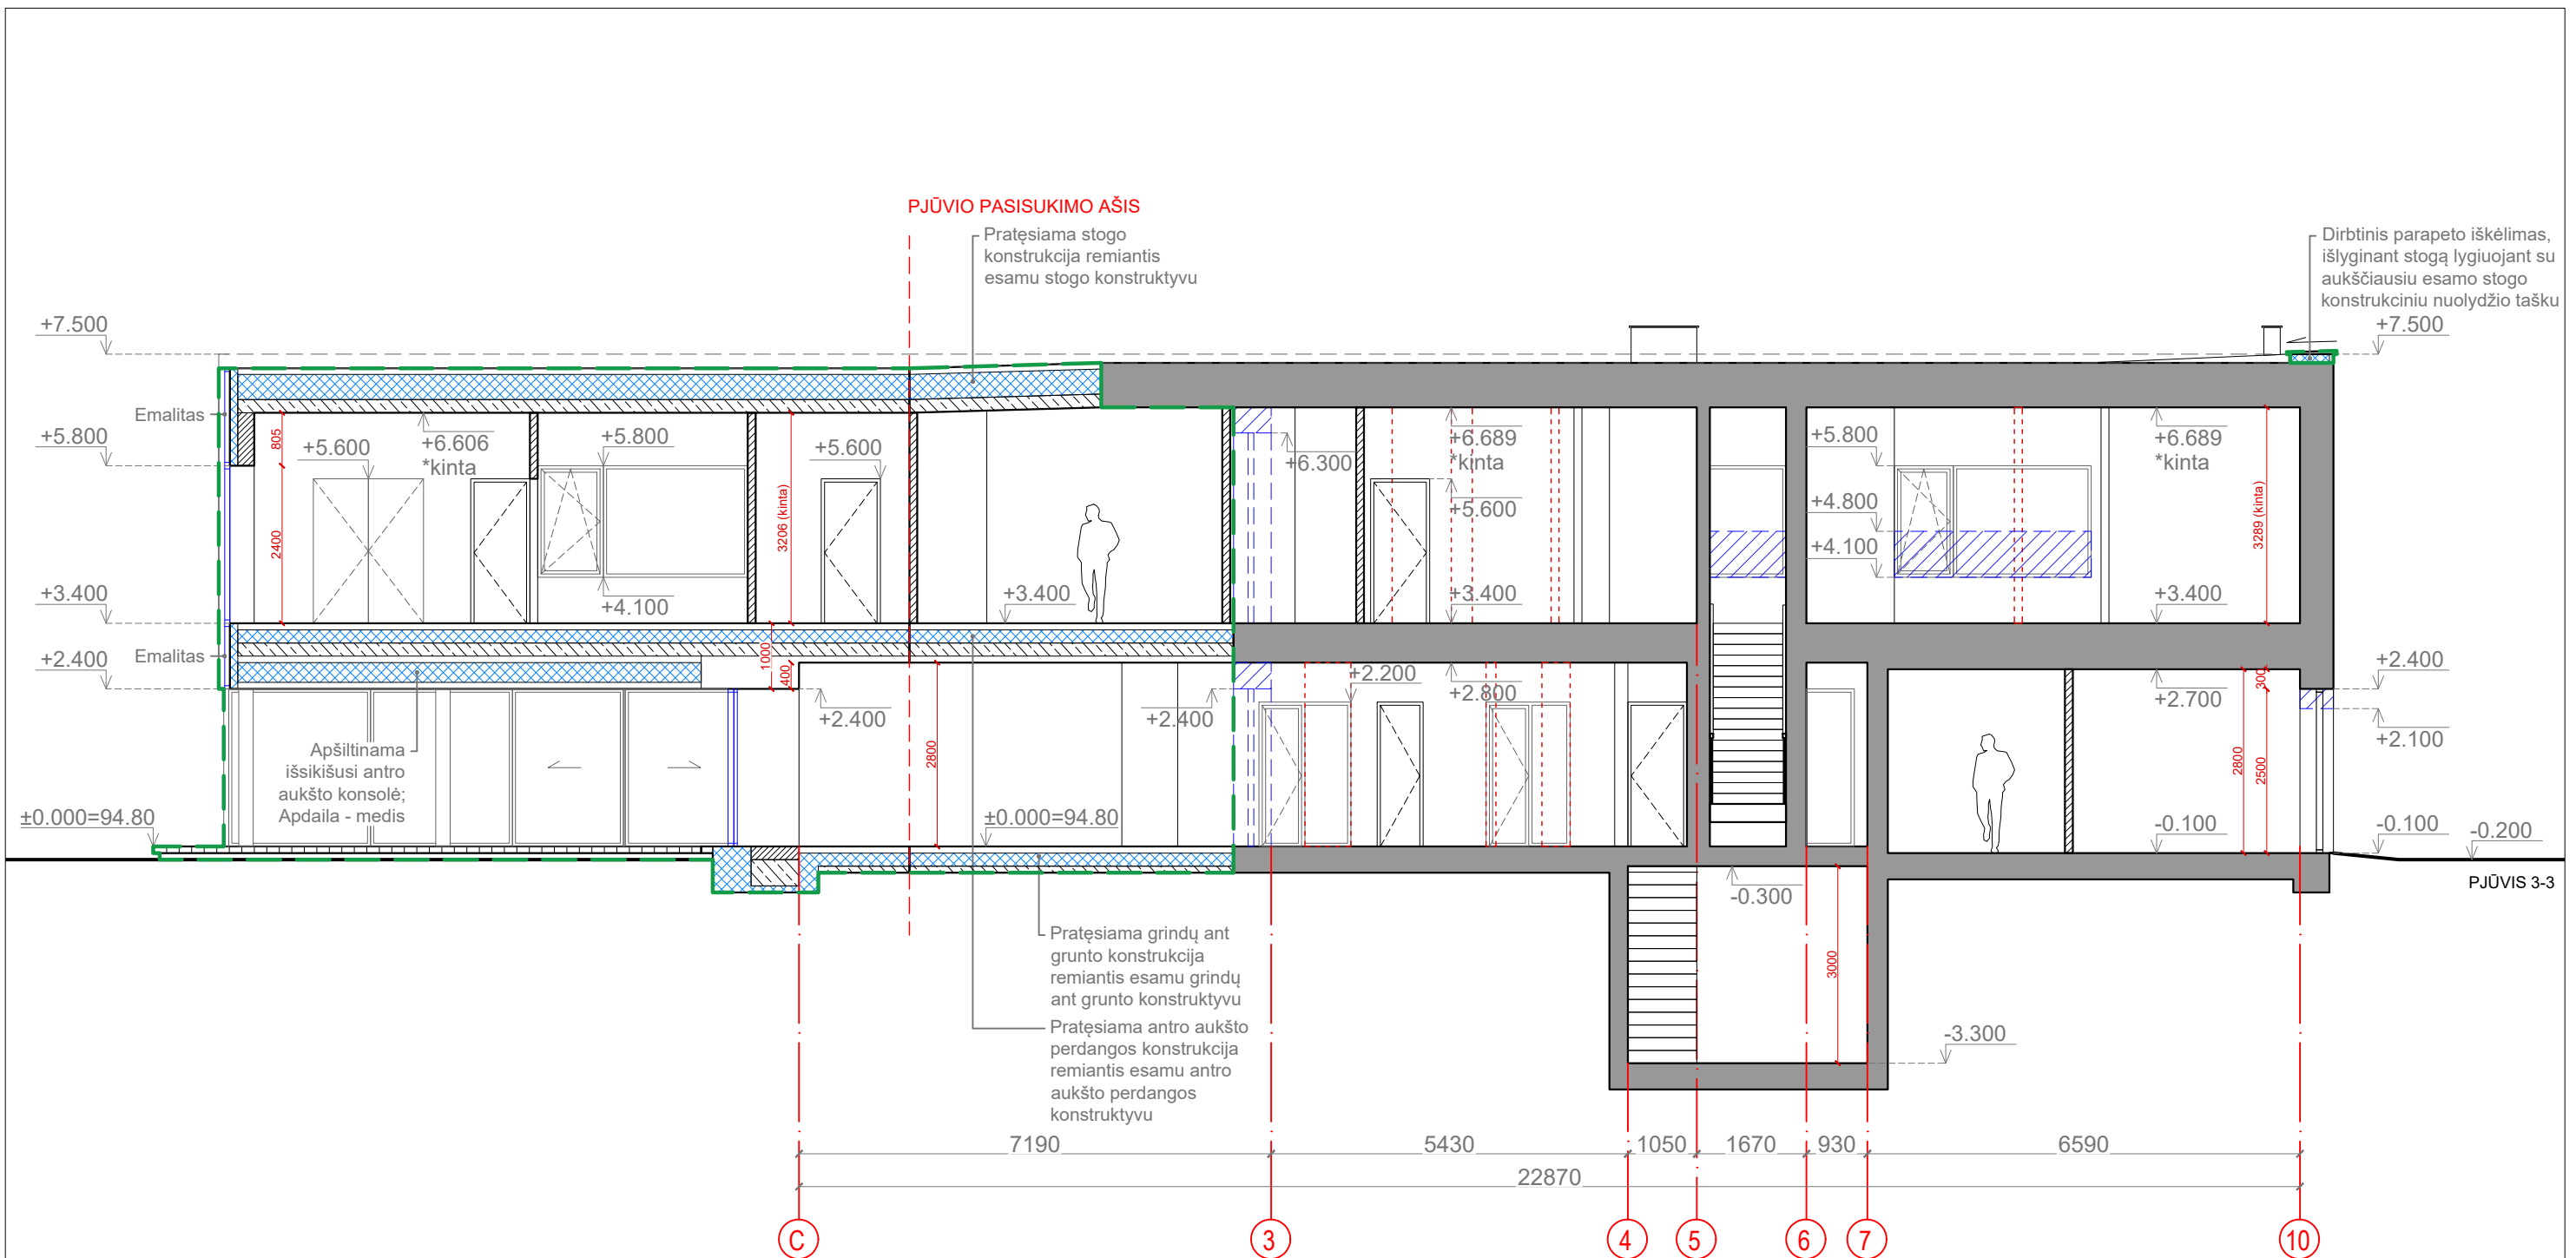 PJŪVIO PASISUKIMO AŠIS
Pratęsiama stogo
konstrukcija remiantis
esamu stogo konstruktyvu
Dirbtinis parapeto iškėlimas,
išlyginant stogą lygiuojant su
aukščiausiu esamo stogo
konstrukciniu nuolydžio tašku
+7.500
+7.500
Emalitas
+5.800
805
+5.600
+6.606
*kinta
+5.800
+5.600
+6.300
+6.689
*kinta
+5.800
+6.689
*kinta
2400
3206 (kinta)
+5.600
+4.800
+4.100
3289 (kinta)
+4.100
+3.400
+3.400
+3.400
+3.400
Emalitas
+2.400
1000
400
+2.400
+2.400
+2.200
+2.800
+2.700
300
+2.400
+2.100
Apšiltinama
išsikišusi antro
aukšto konsolė;
Apdaila - medis
2800
2800
2500
±0.000=94.80
±0.000=94.80
-0.100
-0.100
-0.200
PJŪVIS 3-3
-0.300
Pratęsiama grindų ant
grunto konstrukcija
remiantis esamu grindų
ant grunto konstruktyvu
3000
Pratęsiama antro aukšto
perdangos konstrukcija
remiantis esamu antro
aukšto perdangos
konstruktyvu
-3.300
7190
5430
1050
1670
930
6590
22870
C
3
4
5
6
7
10